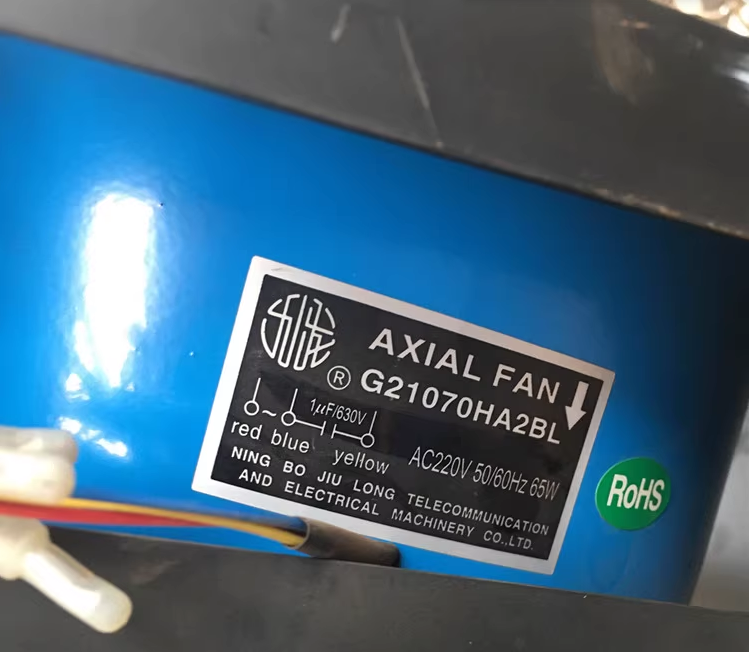 AXIAL FAN
® G21070HA2BL
1μF/630V
~
red blue yellow
AC220V 50/60Hz 65W
NING BO JIU LONG TELECOMMUNICATION
AND ELECTRICAL MACHINERY CO.,LTD.
RoHS